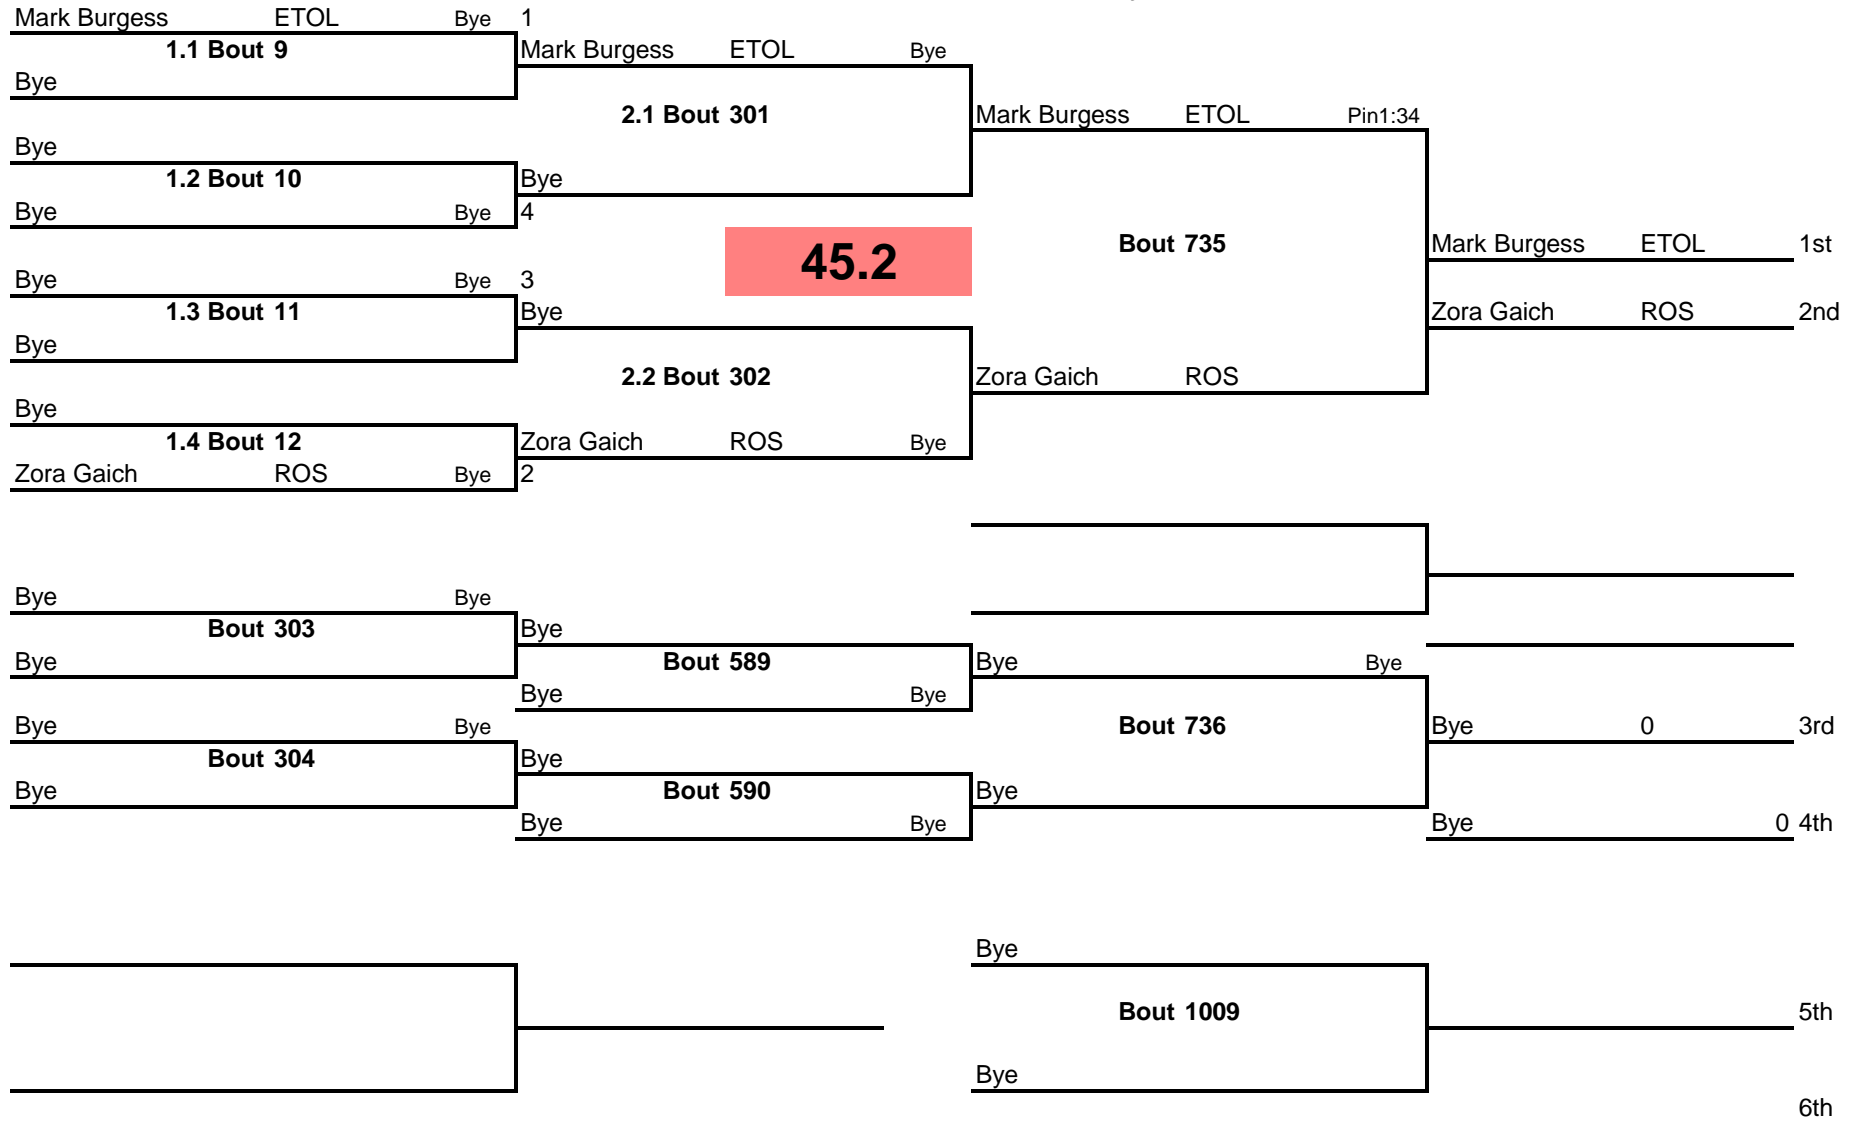 Mark Burgess ETOL Bye 1
1.1 Bout 9 Mark Burgess ETOL Bye
Bye
2.1 Bout 301 Mark Burgess ETOL Pin1:34
Bye
1.2 Bout 10 Bye
Bye Bye 4
45.2 Bout 735 Mark Burgess ETOL 1st
Bye Bye 3
1.3 Bout 11 Bye Zora Gaich ROS 2nd
Bye
2.2 Bout 302 Zora Gaich ROS
Bye
1.4 Bout 12 Zora Gaich ROS Bye
Zora Gaich ROS Bye 2
Bye Bye
Bout 303 Bye
Bye Bout 589 Bye Bye
Bye Bye
Bye Bye Bout 736 Bye 0 3rd
Bout 304 Bye
Bye Bout 590 Bye
Bye Bye Bye 0 4th
Bye
Bout 1009 5th
Bye
6th